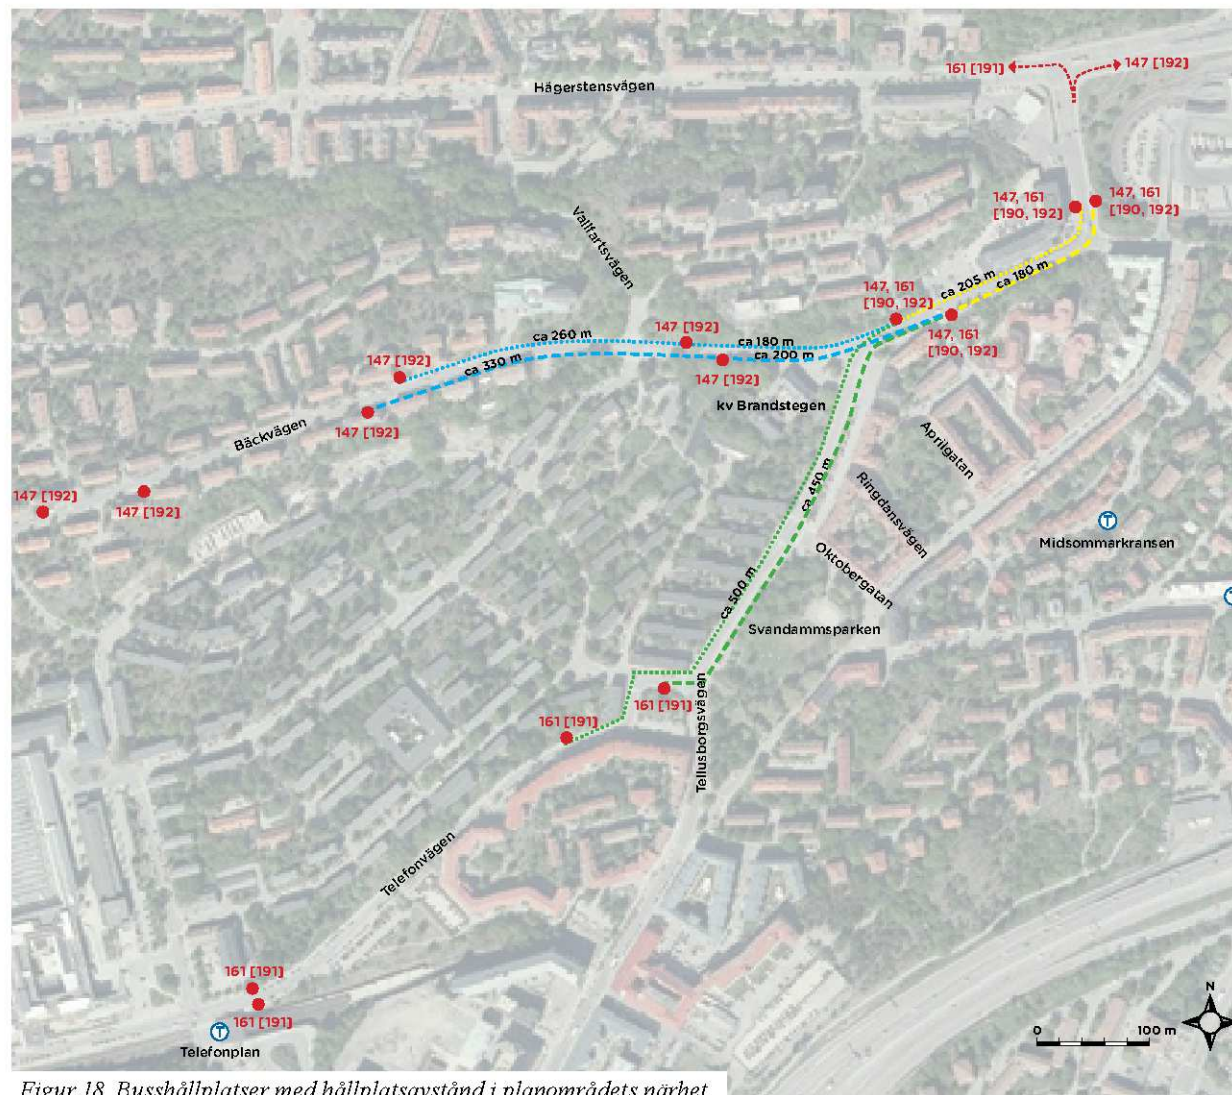 161 [191]
147 [192]
Hägerstensvägen
147, 161
[190, 192]
147, 161
[190, 192]
Vallfartsvägen
ca 205 m
ca 180 m
147, 161
[190, 192]
147, 161
[190, 192]
ca 260 m
147 [192]
ca 180 m
ca 200 m
ca 330 m
147 [192]
147 [192]
kv Brandstegen
147 [192]
Bäckvägen
Aprilgatan
ca 450 m
Ringdansvägen
147 [192]
147 [192]
T
Midsommarkransen
Oktobergatan
ca 500 m
Svandammsparken
161 [191]
161 [191]
Tellusborgsvägen
Telefonvägen
161 [191]
161 [191]
T
Telefonplan
N
0
100 m
Figur 18. Busshållplatser med hållplatsavstånd i planområdets närhet